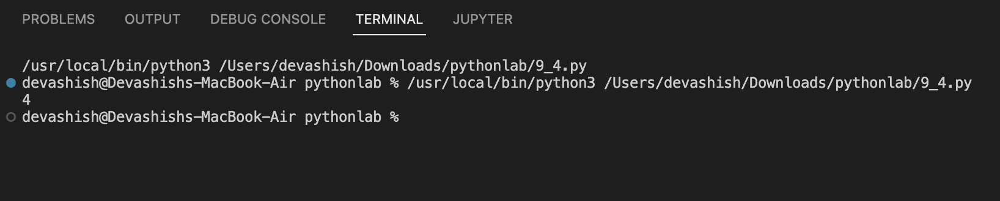 PROBLEMS OUTPUT DEBUG CONSOLE TERMINAL JUPYTER
/usr/local/bin/python3 /Users/devashish/Downloads/pythonlab/9_4.py
devashish@Devashishs-MacBook-Air pythonlab % /usr/local/bin/python3 /Users/devashish/Downloads/pythonlab/9_4.py
4
devashish@Devashishs-MacBook-Air pythonlab %